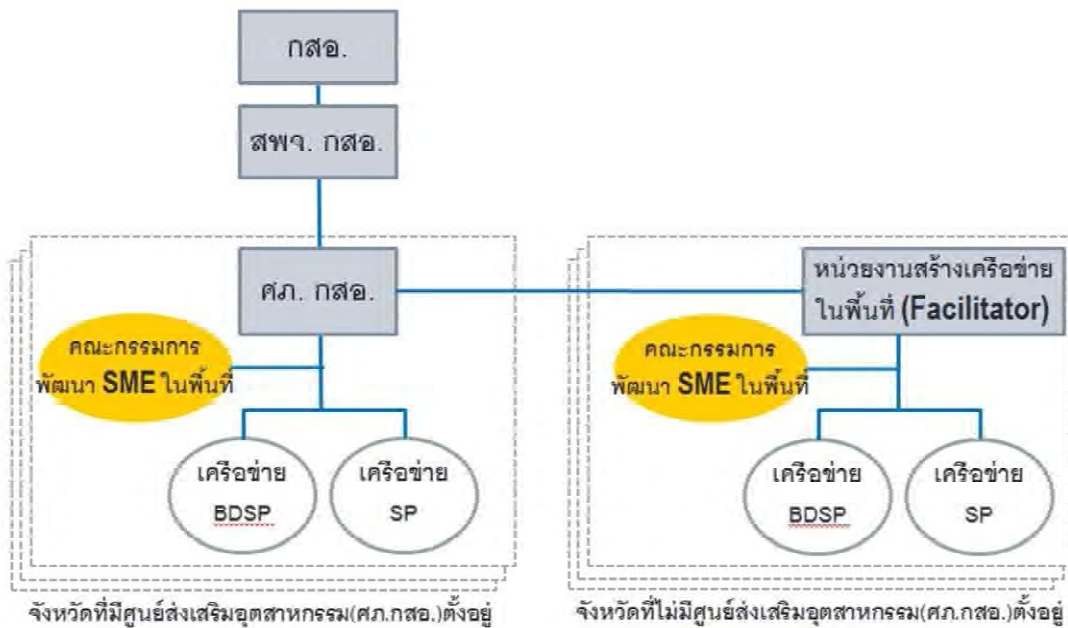 กสอ.
สพจ. กสอ.
ศภ. กสอ.
คณะกรรมการ
พัฒนา SME ในพื้นที่
เครือข่าย
BDSP
เครือข่าย
SP
หน่วยงานสร้างเครือข่าย
ในพื้นที่ (Facilitator)
คณะกรรมการ
พัฒนา SME ในพื้นที่
เครือข่าย
BDSP
เครือข่าย
SP
จังหวัดที่มีศูนย์ส่งเสริมอุตสาหกรรม(ศภ.กสอ.)ตั้งอยู่
จังหวัดที่ไม่มีศูนย์ส่งเสริมอุตสาหกรรม(ศภ.กสอ.)ตั้งอยู่